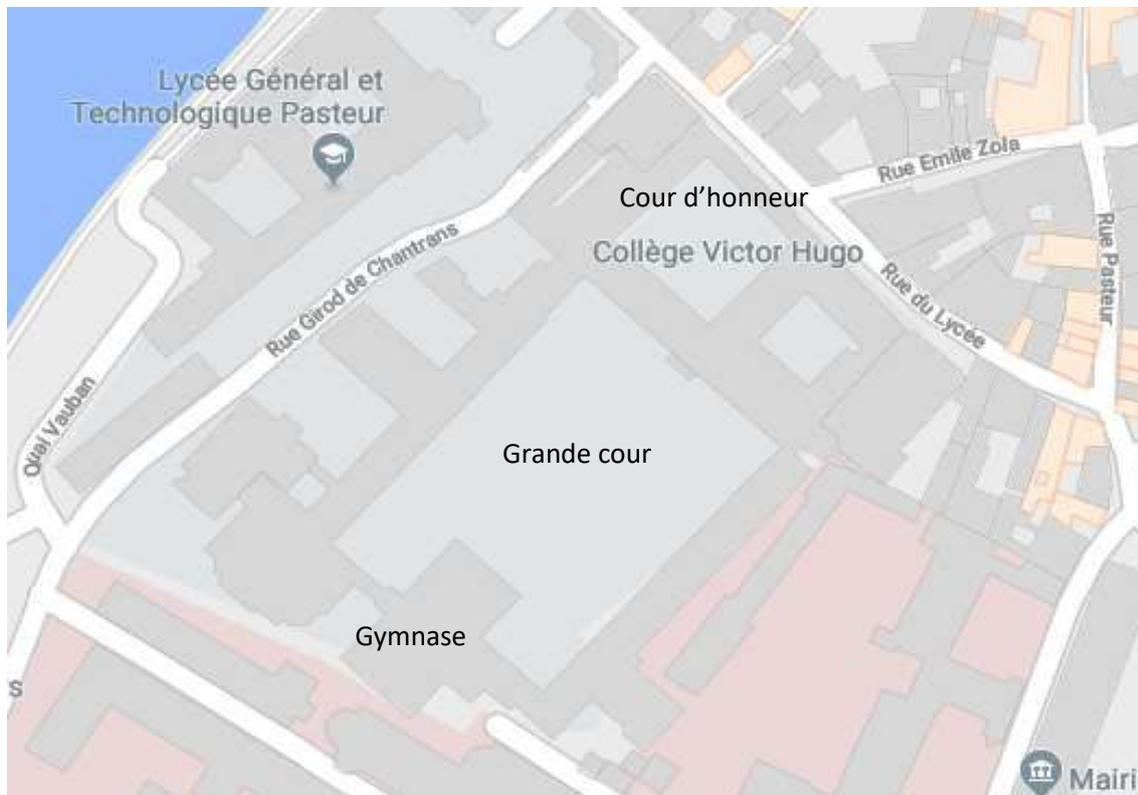 Lycée Général et
Technologique Pasteur
Cour d’honneur
Rue Emile Zola
Collège Victor Hugo
Rue Pasteur
Rue Girod de Chantrans
Rue du Lycée
Quai Vauban
Grande cour
Gymnase
s
Mairi